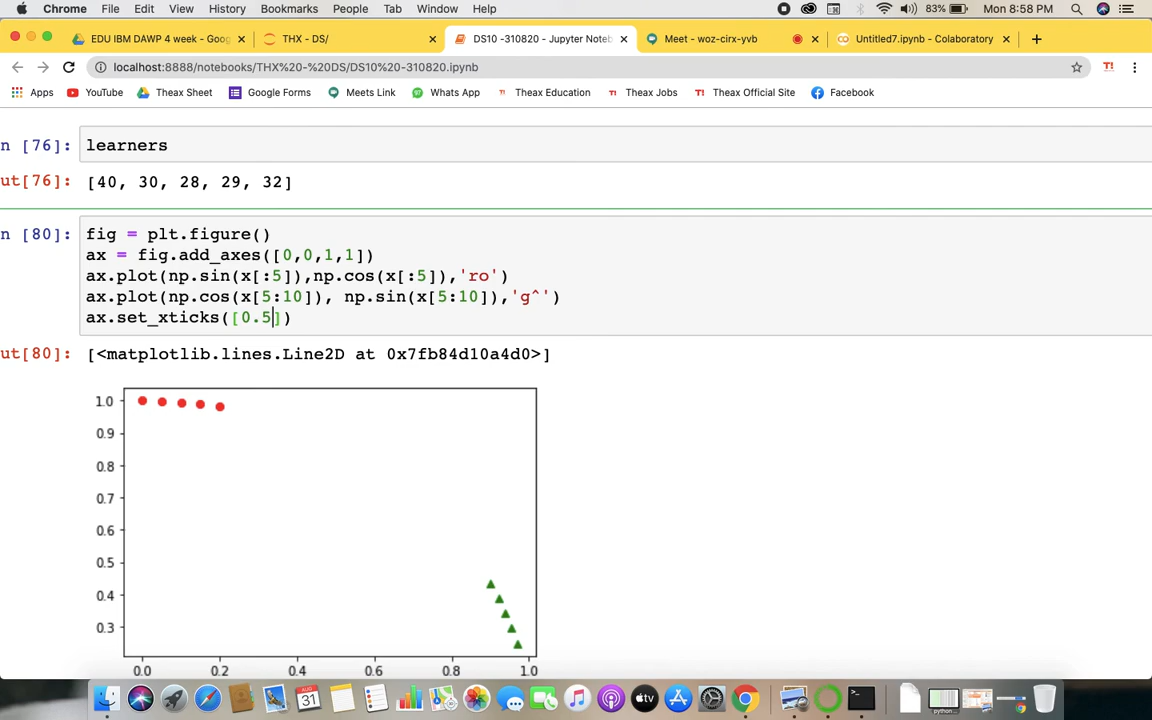 Chrome File Edit View History Bookmarks People Tab Window Help 83% Mon 8:58 PM
EDU IBM DAWP 4 week - Goog THX - DS/ DS10 -310820 - Jupyter Noteb Meet - woz-cirx-yvb Untitled7.ipynb - Colaboratory
localhost:8888/notebooks/THX%20-%20DS/DS10%20-310820.ipynb
Apps YouTube Theax Sheet Google Forms Meets Link Whats App Theax Education Theax Jobs Theax Official Site Facebook
n [76]: learners
ut[76]: [40, 30, 28, 29, 32]
n [80]: fig = plt.figure()
ax = fig.add_axes([0,0,1,1])
ax.plot(np.sin(x[:5]),np.cos(x[:5]),'ro')
ax.plot(np.cos(x[5:10]), np.sin(x[5:10]),'g^')
ax.set_xticks([0.5])
ut[80]: [<matplotlib.lines.Line2D at 0x7fb84d10a4d0>]
1.0
0.9
0.8
0.7
0.6
0.5
0.4
0.3
0.0 0.2 0.4 0.6 0.8 1.0